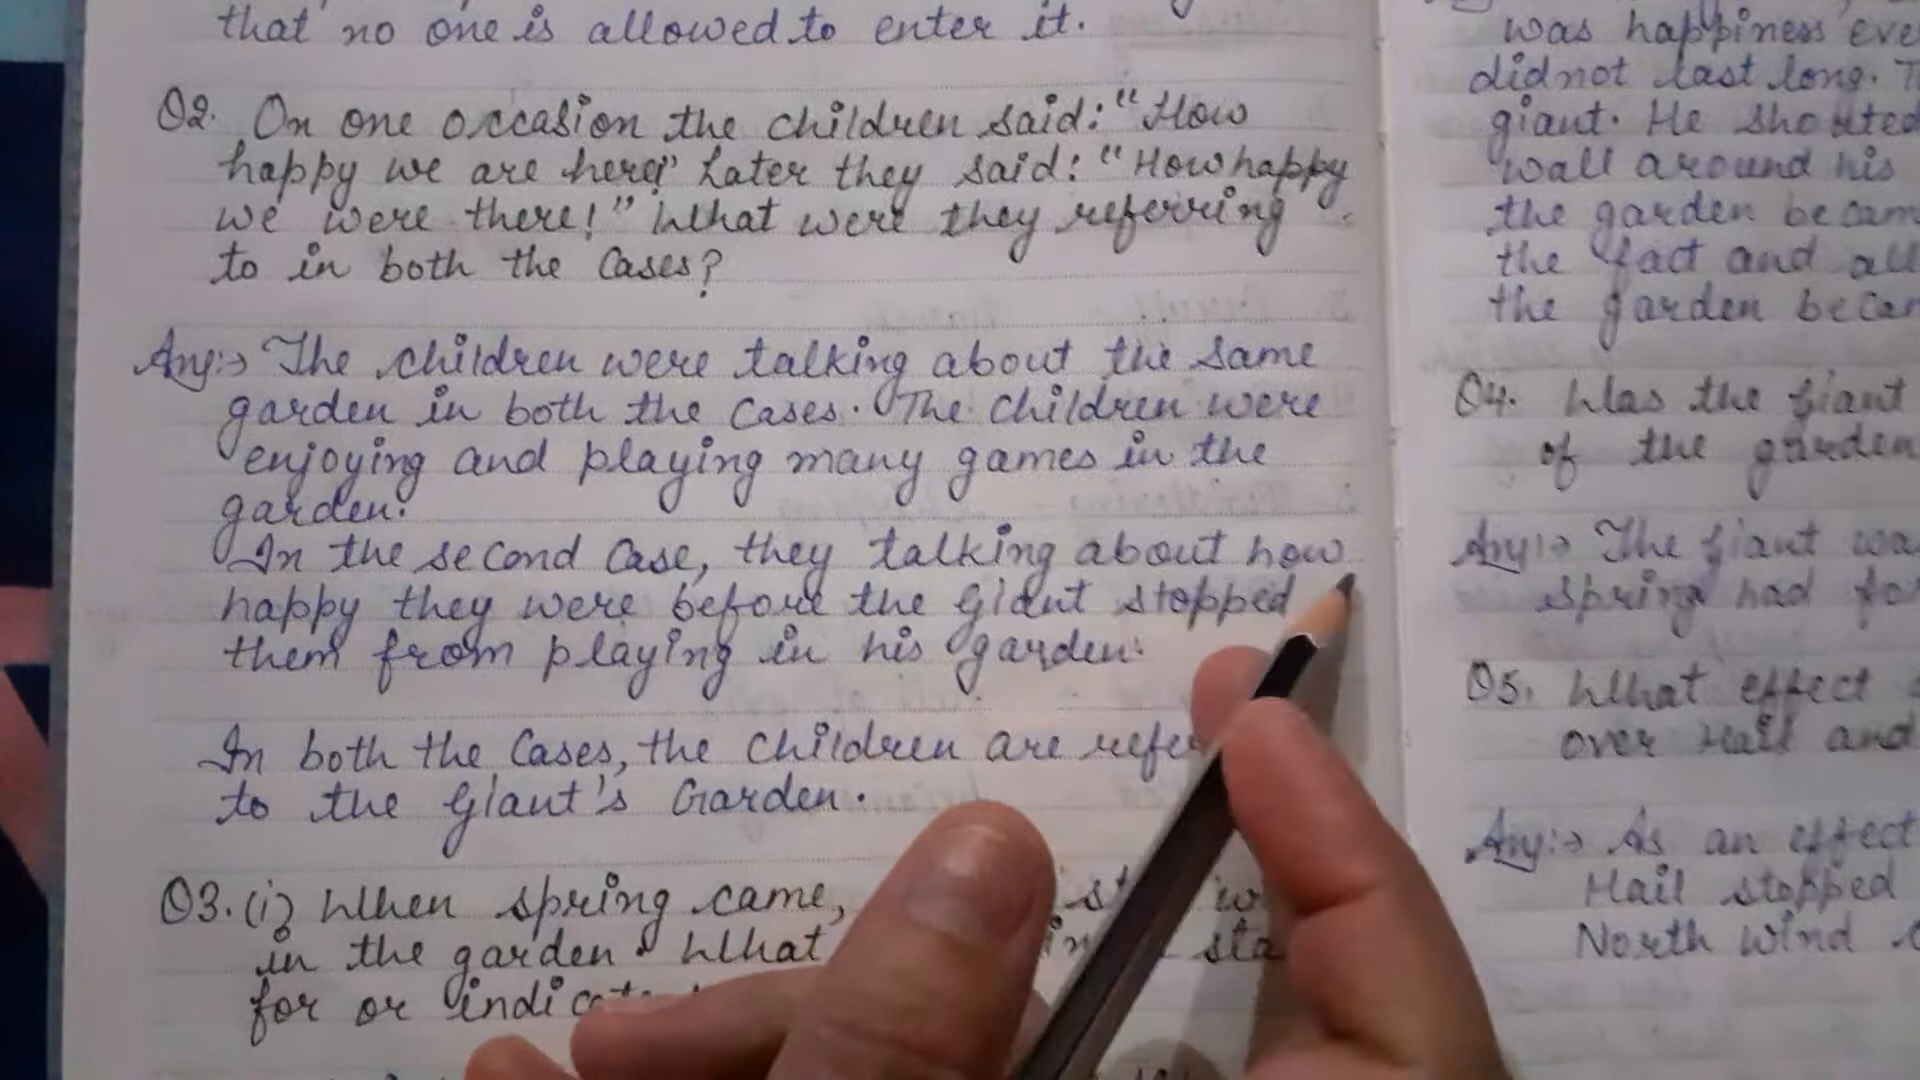 that no one is allowed to enter it.
Q2. On one occasion the children said: "How
happy we are here!" Later they said: "How happy
we were there!" What were they referring
to in both the Cases?
Ans:-> The children were talking about the same
garden in both the Cases. The children were
enjoying and playing many games in the
garden.
In the second Case, they talking about how
happy they were before the Giant stopped
them from playing in his garden.
In both the Cases, the children are
to the Giant's Garden.
Q3. (i) When spring came,
in the garden. What
for or
was happiness
did not last long.
giant. He shouted
wall around his
the garden
the fact and
the garden
Q4. Was the Giant
of the garden
Ans:-> The Giant
Spring had
Q5. What effect
over Hail and
Ans:-> As an effect
Hail stopped
North Wind